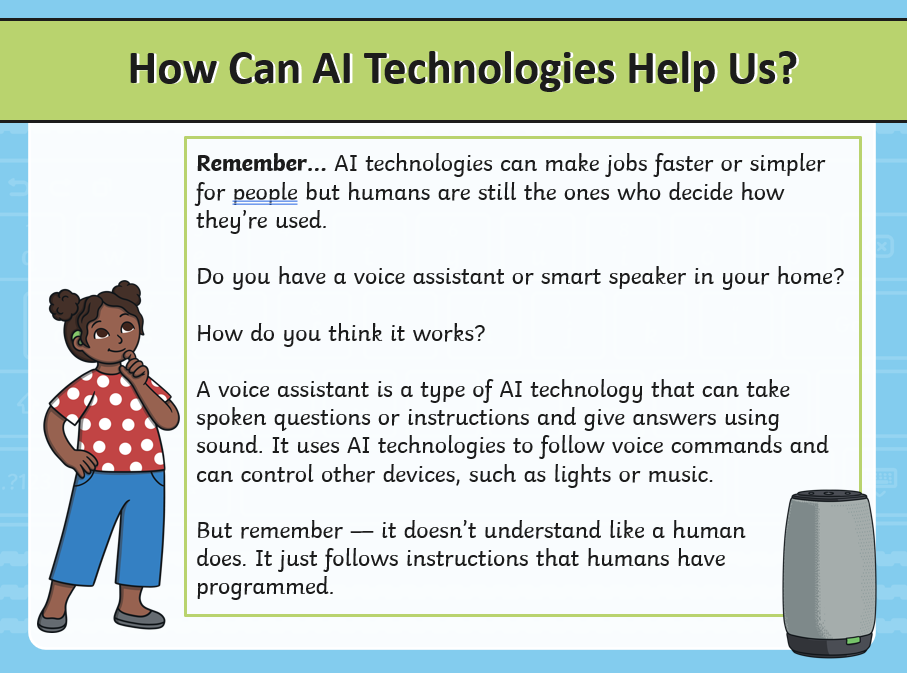 How Can AI Technologies Help Us?
Remember... AI technologies can make jobs faster or simpler
for people but humans are still the ones who decide how
they're used.
Do you have a voice assistant or smart speaker in your home?
How do you think it works?
A voice assistant is a type of AI technology that can take
spoken questions or instructions and give answers using
sound. It uses AI technologies to follow voice commands and
can control other devices, such as lights or music.
But remember — it doesn't understand like a human
does. It just follows instructions that humans have
programmed.
.?1